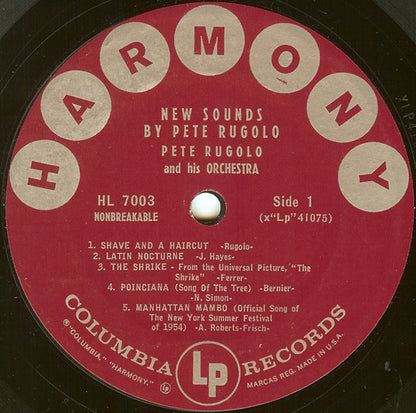 HARMONY
NEW SOUNDS
BY PETE RUGOLO
PETE RUGOLO
and his ORCHESTRA
HL 7003
NONBREAKABLE
Side 1
(x"Lp"41075)
1. SHAVE AND A HAIRCUT -Rugolo-
2. LATIN NOCTURNE -J. Hayes-
3. THE SHRIKE - From the Universal Picture, "The
Shrike" -Ferrer-
4. POINCIANA (Song Of The Tree) -Bernier-
-N. Simon-
5. MANHATTAN MAMBO (Official Song of
The New York Summer Festival
of 1954) -A. Roberts-Frisch-
COLUMBIA Lp RECORDS
® "COLUMBIA," "HARMONY," Lp MARCAS REG. MADE IN U.S.A.